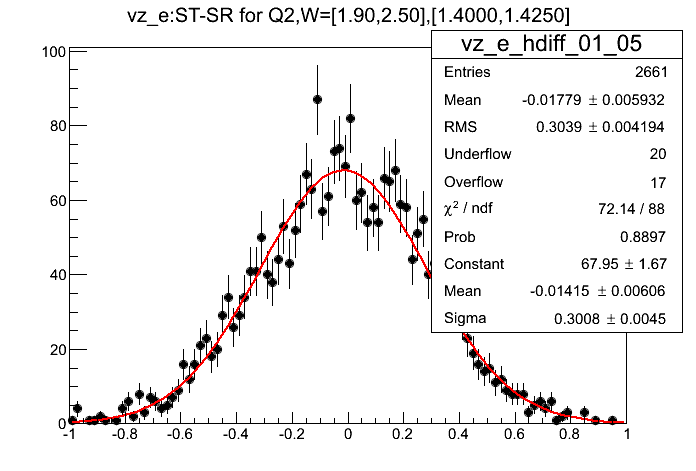 vz_e:ST-SR for Q2,W=[1.90,2.50],[1.4000,1.4250]
vz_e_hdiff_01_05
Entries 2661
Mean -0.01779 ± 0.005932
RMS 0.3039 ± 0.004194
Underflow 20
Overflow 17
χ² / ndf 72.14 / 88
Prob 0.8897
Constant 67.95 ± 1.67
Mean -0.01415 ± 0.00606
Sigma 0.3008 ± 0.0045
100
80
60
40
20
0
-1 -0.8 -0.6 -0.4 -0.2 0 0.2 0.4 0.6 0.8 1